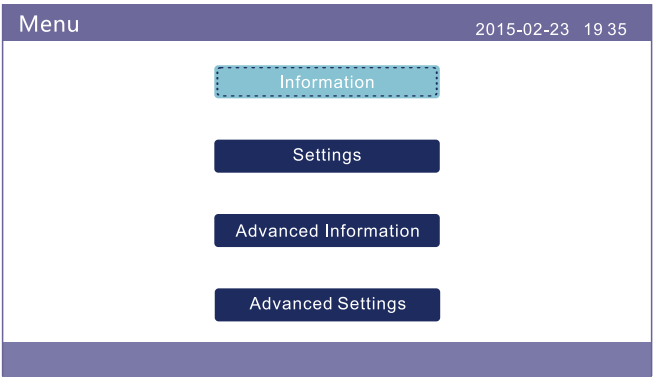 Menu
2015-02-23 19 35
Information
Settings
Advanced Information
Advanced Settings